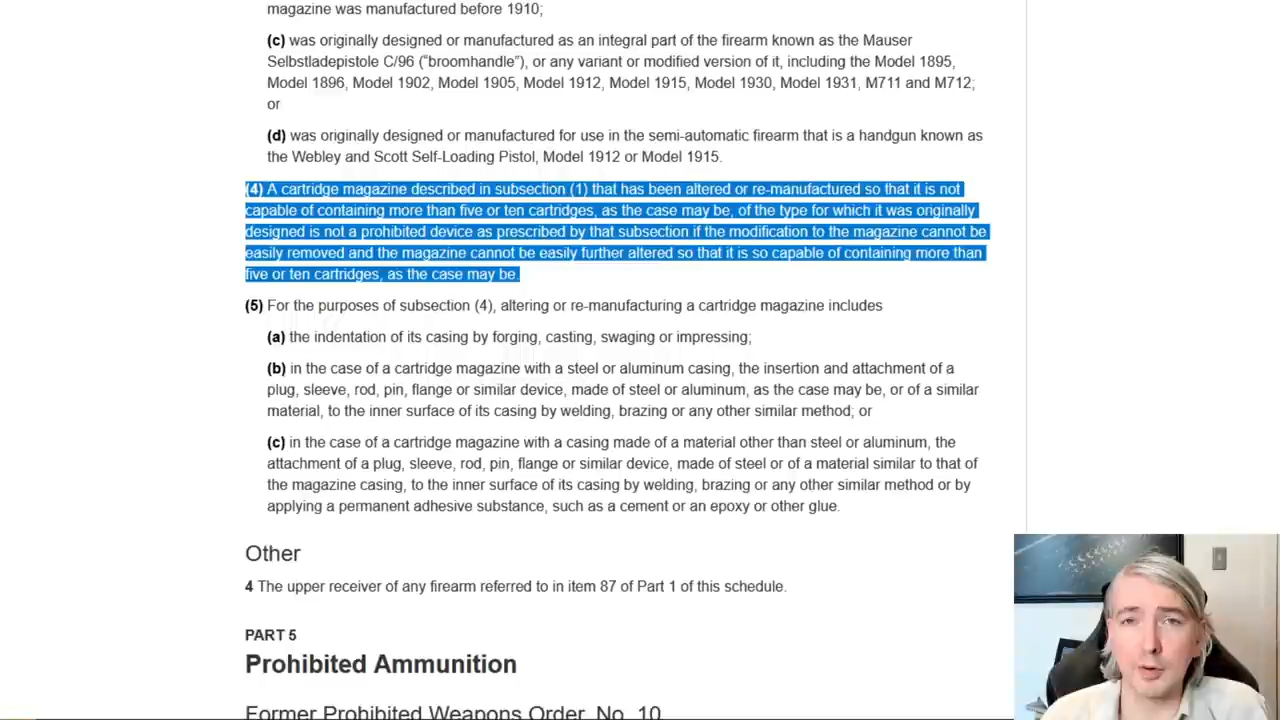 magazine was manufactured before 1910;
(c) was originally designed or manufactured as an integral part of the firearm known as the Mauser
Selbstladepistole C/96 (“broomhandle”), or any variant or modified version of it, including the Model 1895,
Model 1896, Model 1902, Model 1905, Model 1912, Model 1915, Model 1930, Model 1931, M711 and M712;
or
(d) was originally designed or manufactured for use in the semi-automatic firearm that is a handgun known as
the Webley and Scott Self-Loading Pistol, Model 1912 or Model 1915.
(4) A cartridge magazine described in subsection (1) that has been altered or re-manufactured so that it is not
capable of containing more than five or ten cartridges, as the case may be, of the type for which it was originally
designed is not a prohibited device as prescribed by that subsection if the modification to the magazine cannot be
easily removed and the magazine cannot be easily further altered so that it is so capable of containing more than
five or ten cartridges, as the case may be.
(5) For the purposes of subsection (4), altering or re-manufacturing a cartridge magazine includes
(a) the indentation of its casing by forging, casting, swaging or impressing;
(b) in the case of a cartridge magazine with a steel or aluminum casing, the insertion and attachment of a
plug, sleeve, rod, pin, flange or similar device, made of steel or aluminum, as the case may be, or of a similar
material, to the inner surface of its casing by welding, brazing or any other similar method; or
(c) in the case of a cartridge magazine with a casing made of a material other than steel or aluminum, the
attachment of a plug, sleeve, rod, pin, flange or similar device, made of steel or of a material similar to that of
the magazine casing, to the inner surface of its casing by welding, brazing or any other similar method or by
applying a permanent adhesive substance, such as a cement or an epoxy or other glue.
Other
4 The upper receiver of any firearm referred to in item 87 of Part 1 of this schedule.
PART 5
Prohibited Ammunition
Former Prohibited Weapons Order, No. 10